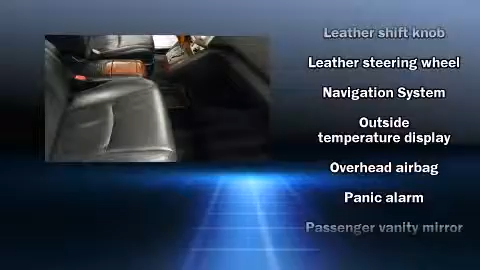 Leather shift knob
Leather steering wheel
Navigation System
Outside
temperature display
Overhead airbag
Panic alarm
Passenger vanity mirror